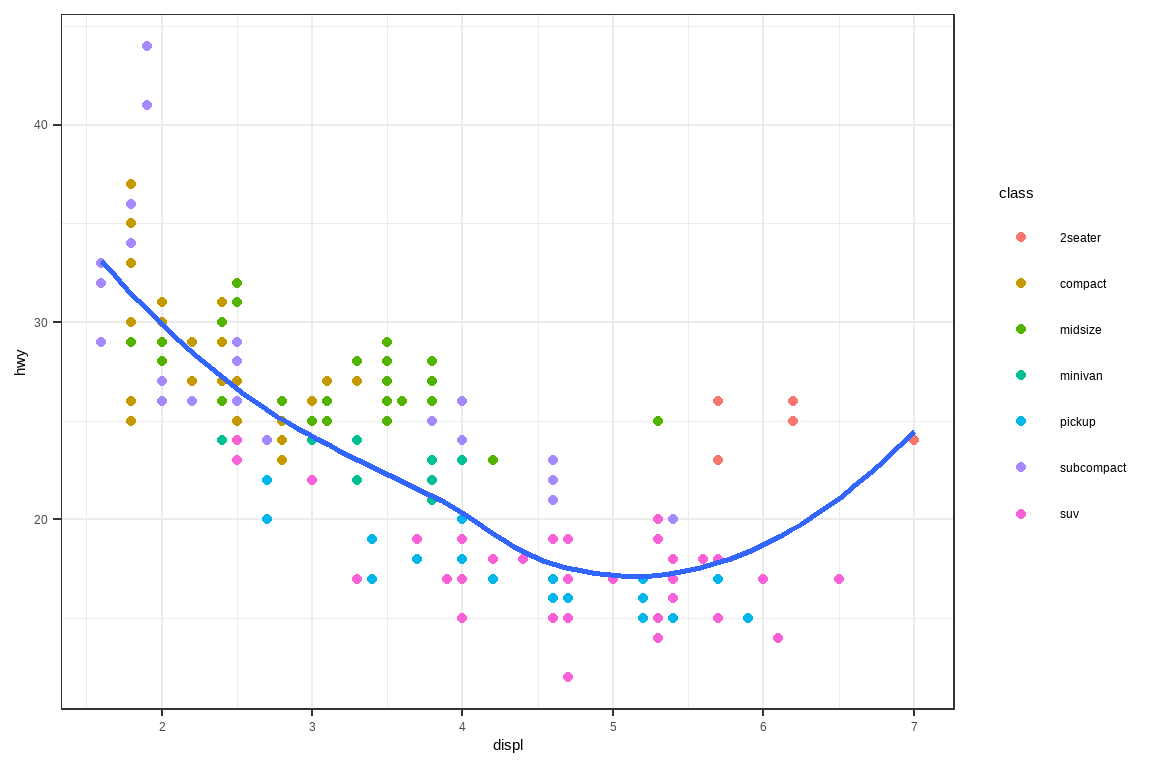 hwy
40
30
20
2 3 4 5 6 7
displ
class
2seater
compact
midsize
minivan
pickup
subcompact
suv